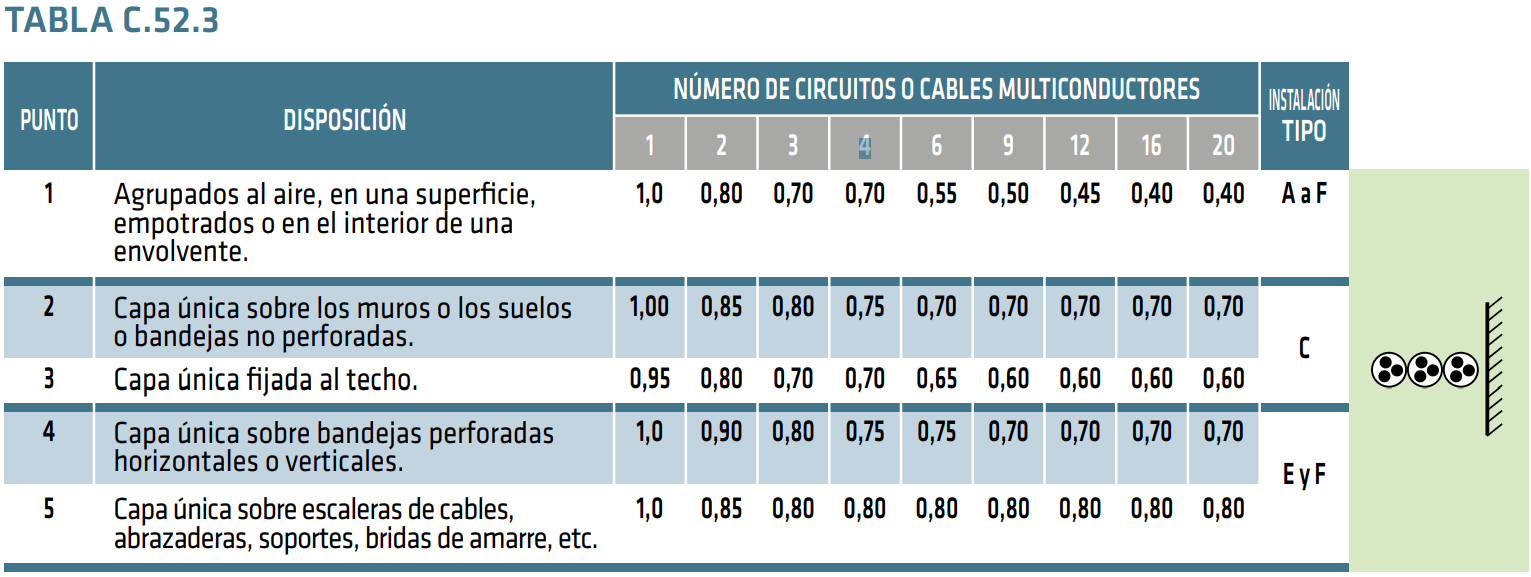 TABLA C.52.3
PUNTO DISPOSICIÓN NÚMERO DE CIRCUITOS O CABLES MULTICONDUCTORES INSTALACIÓN TIPO
1 2 3 4 6 9 12 16 20
1 Agrupados al aire, en una superficie, 1,0 0,80 0,70 0,70 0,55 0,50 0,45 0,40 0,40 A a F
empotrados o en el interior de una
envolvente.
2 Capa única sobre los muros o los suelos 1,00 0,85 0,80 0,75 0,70 0,70 0,70 0,70 0,70
o bandejas no perforadas.
C
3 Capa única fijada al techo. 0,95 0,80 0,70 0,70 0,65 0,60 0,60 0,60 0,60
4 Capa única sobre bandejas perforadas 1,0 0,90 0,80 0,75 0,75 0,70 0,70 0,70 0,70
horizontales o verticales.
E y F
5 Capa única sobre escaleras de cables, 1,0 0,85 0,80 0,80 0,80 0,80 0,80 0,80 0,80
abrazaderas, soportes, bridas de amarre, etc.